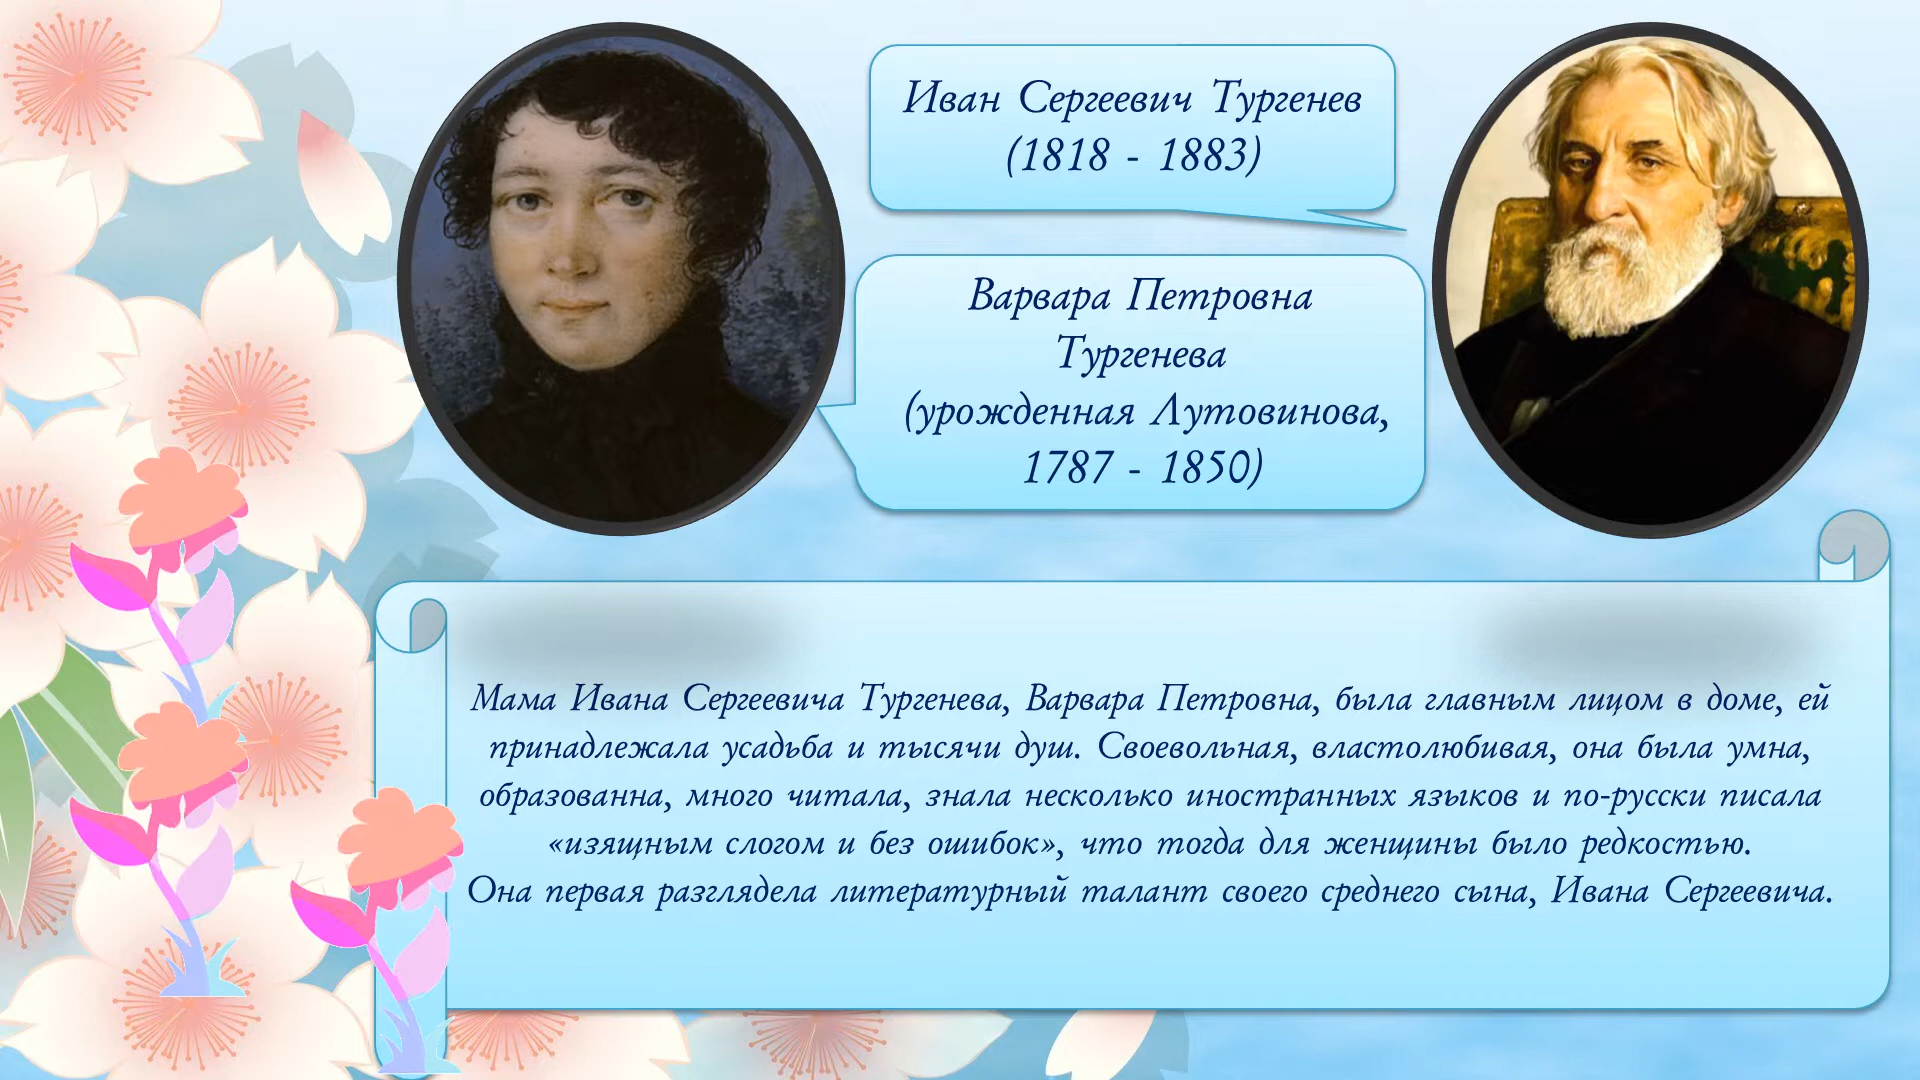 Иван Сергеевич Тургенев
(1818 - 1883)
Варвара Петровна
Тургенева
(урожденная Лутовинова,
1787 - 1850)
Мама Ивана Сергеевича Тургенева, Варвара Петровна, была главным лицом в доме, ей
принадлежала усадьба и тысячи душ. Своевольная, властолюбивая, она была умна,
образованна, много читала, знала несколько иностранных языков и по-русски писала
«изящным слогом и без ошибок», что тогда для женщины было редкостью.
Она первая разглядела литературный талант своего среднего сына, Ивана Сергеевича.